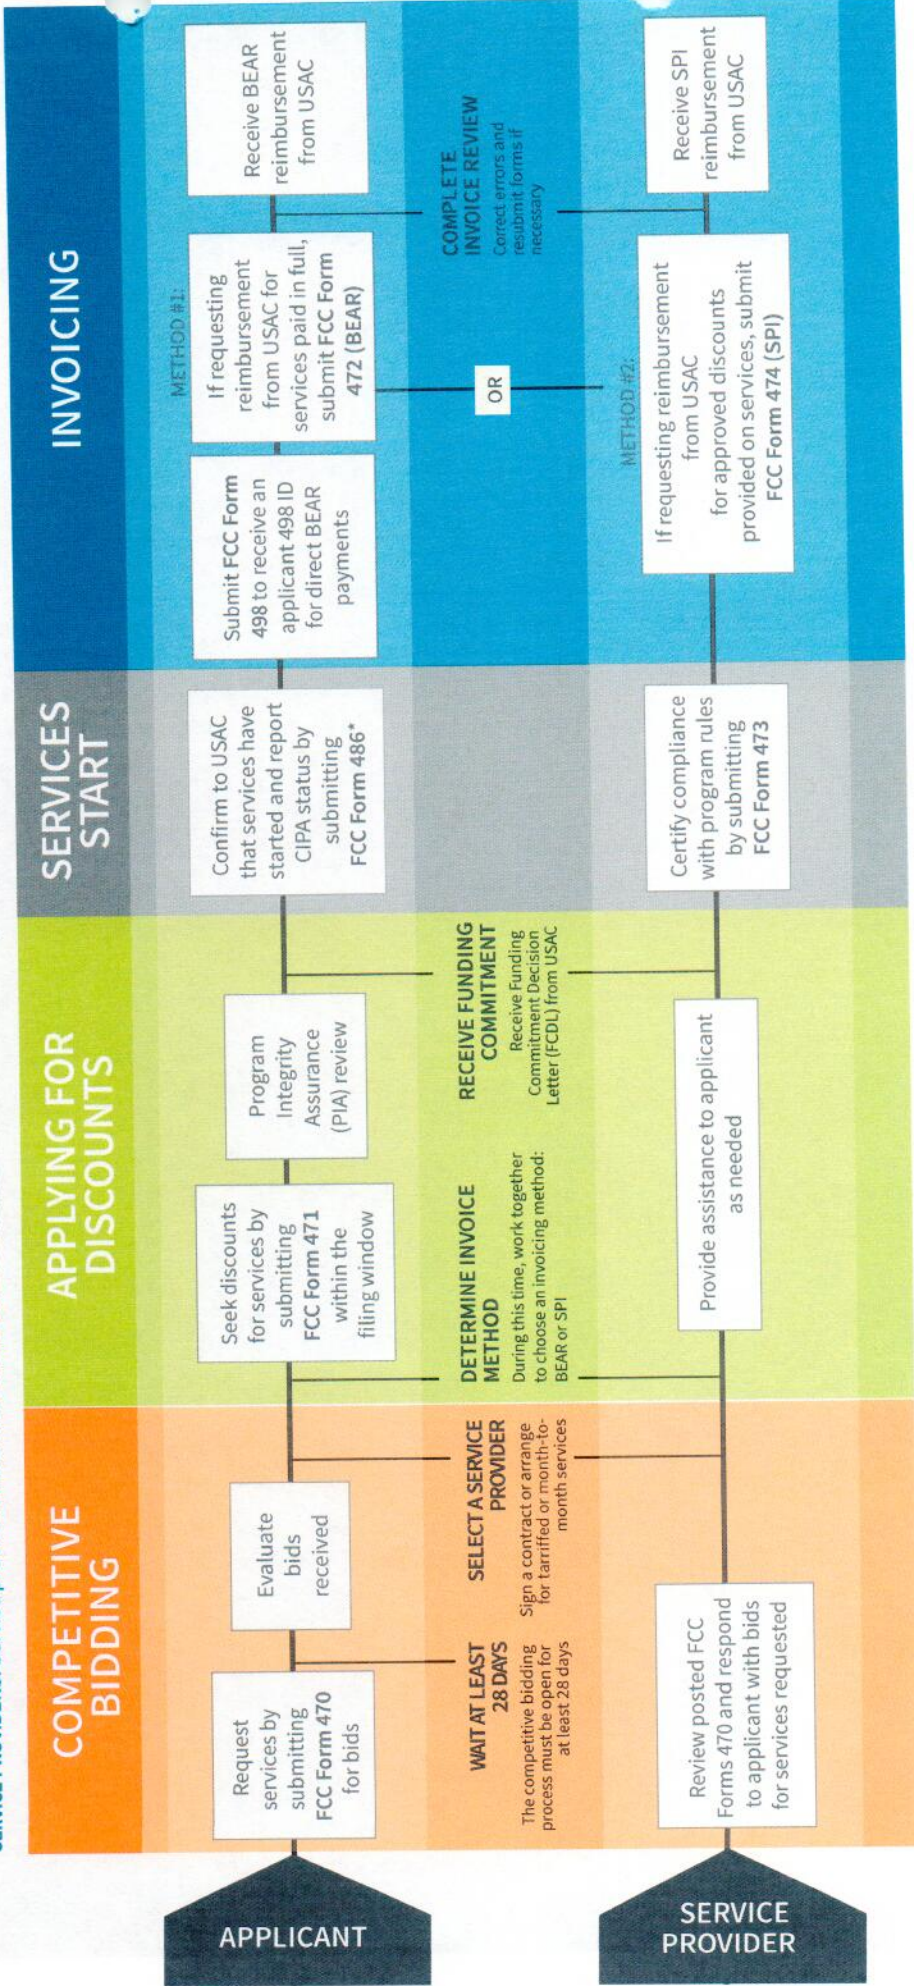 COMPETITIVE
BIDDING
APPLYING FOR
DISCOUNTS
SERVICES
START
INVOICING
APPLICANT
Request
services by
submitting
FCC Form 470
for bids
Evaluate
bids
received
Seek discounts
for services by
submitting
FCC Form 471
within the
filing window
Program
Integrity
Assurance
(PIA) review
Confirm to USAC
that services have
started and report
CIPA status by
submitting
FCC Form 486*
Submit FCC Form
498 to receive an
applicant 498 ID
for direct BEAR
payments
METHOD #1:
If requesting
reimbursement
from USAC for
services paid in full,
submit FCC Form
472 (BEAR)
Receive BEAR
reimbursement
from USAC
WAIT AT LEAST
28 DAYS
The competitive bidding
process must be open for
at least 28 days
SELECT A SERVICE
PROVIDER
Sign a contract or arrange
for tarriffed or month-to-
month services
DETERMINE INVOICE
METHOD
During this time, work together
to choose an invoicing method:
BEAR or SPI
RECEIVE FUNDING
COMMITMENT
Receive Funding
Commitment Decision
Letter (FCDL) from USAC
OR
COMPLETE
INVOICE REVIEW
Correct errors and
resubmit forms if
necessary
SERVICE
PROVIDER
Review posted FCC
Forms 470 and respond
to applicant with bids
for services requested
Provide assistance to applicant
as needed
Certify compliance
with program rules
by submitting
FCC Form 473
METHOD #2:
If requesting reimbursement
from USAC
for approved discounts
provided on services, submit
FCC Form 474 (SPI)
Receive SPI
reimbursement
from USAC